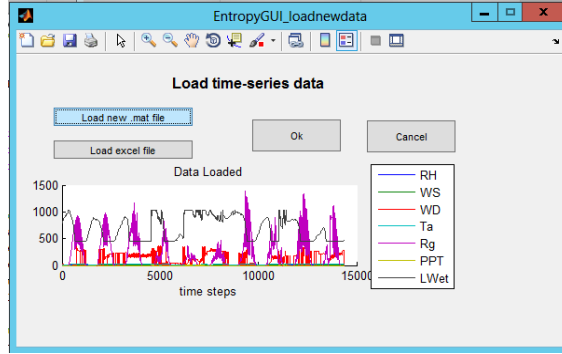 EntropyGUI_loadnewdata
Load time-series data
Load new .mat file
Ok
Cancel
Load excel file
Data Loaded
1500
1000
500
0
0 5000 10000 15000
time steps
RH
WS
WD
Ta
Rg
PPT
LWet